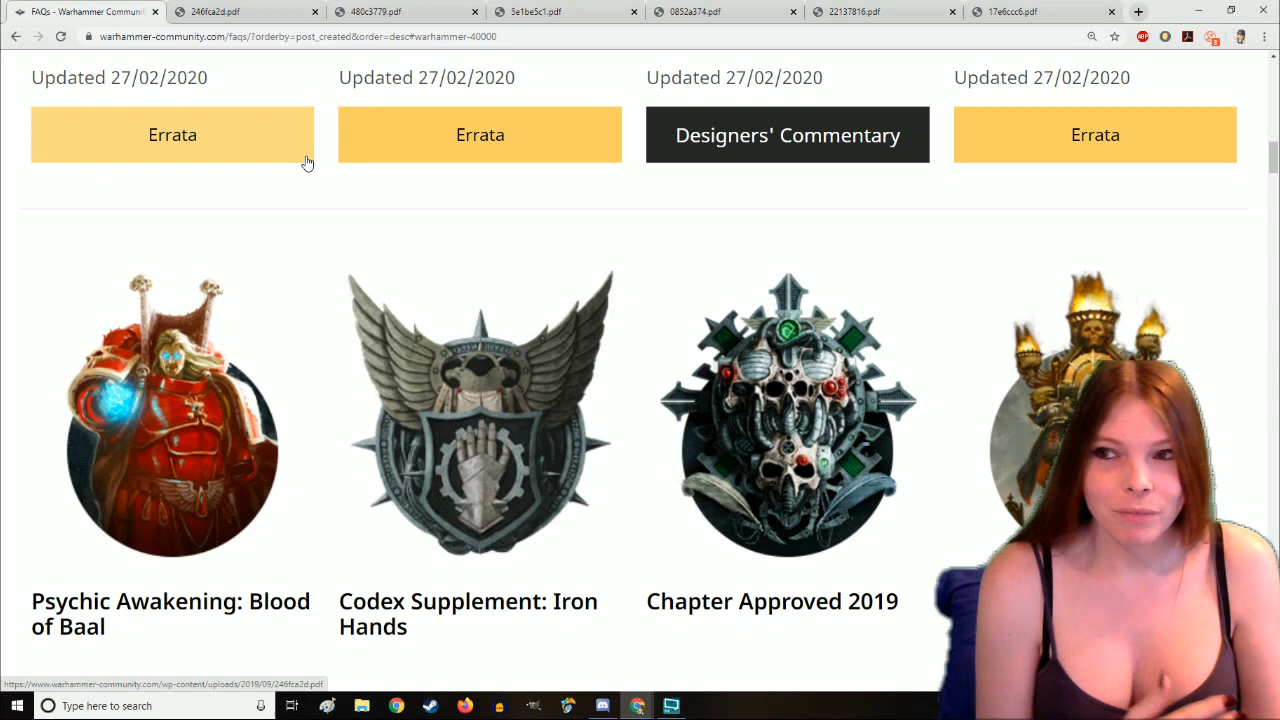 FAQs - Warhammer Communit
246fca2d.pdf
480c3779.pdf
5e1be5c1.pdf
0852a374.pdf
22137816.pdf
17e6ccc6.pdf
warhammer-community.com/faqs/?orderby=post_created&order=desc#warhammer-40000
ABP
Updated 27/02/2020
Updated 27/02/2020
Updated 27/02/2020
Updated 27/02/2020
Errata
Errata
Designers' Commentary
Errata
Psychic Awakening: Blood
of Baal
Codex Supplement: Iron
Hands
Chapter Approved 2019
https://www.warhammer-community.com/wp-content/uploads/2019/09/246fca2d.pdf
Type here to search